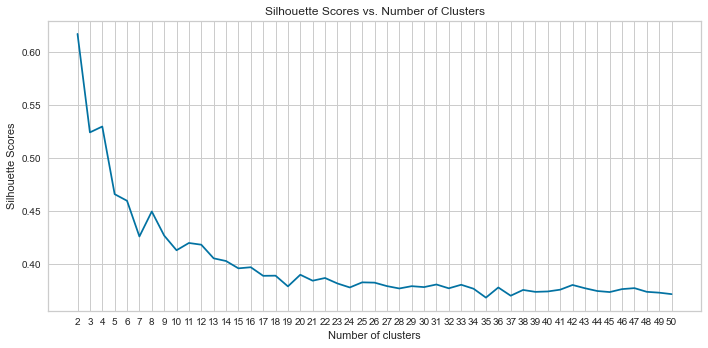 Silhouette Scores vs. Number of Clusters
0.60
0.55
0.50
0.45
0.40
Silhouette Scores
2 3 4 5 6 7 8 9 10 11 12 13 14 15 16 17 18 19 20 21 22 23 24 25 26 27 28 29 30 31 32 33 34 35 36 37 38 39 40 41 42 43 44 45 46 47 48 49 50
Number of clusters